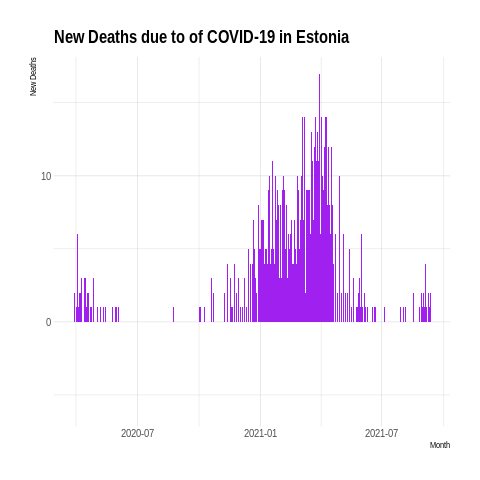 New Deaths due to of COVID-19 in Estonia
New Deaths
10
0
2020-07
2021-01
2021-07
Month